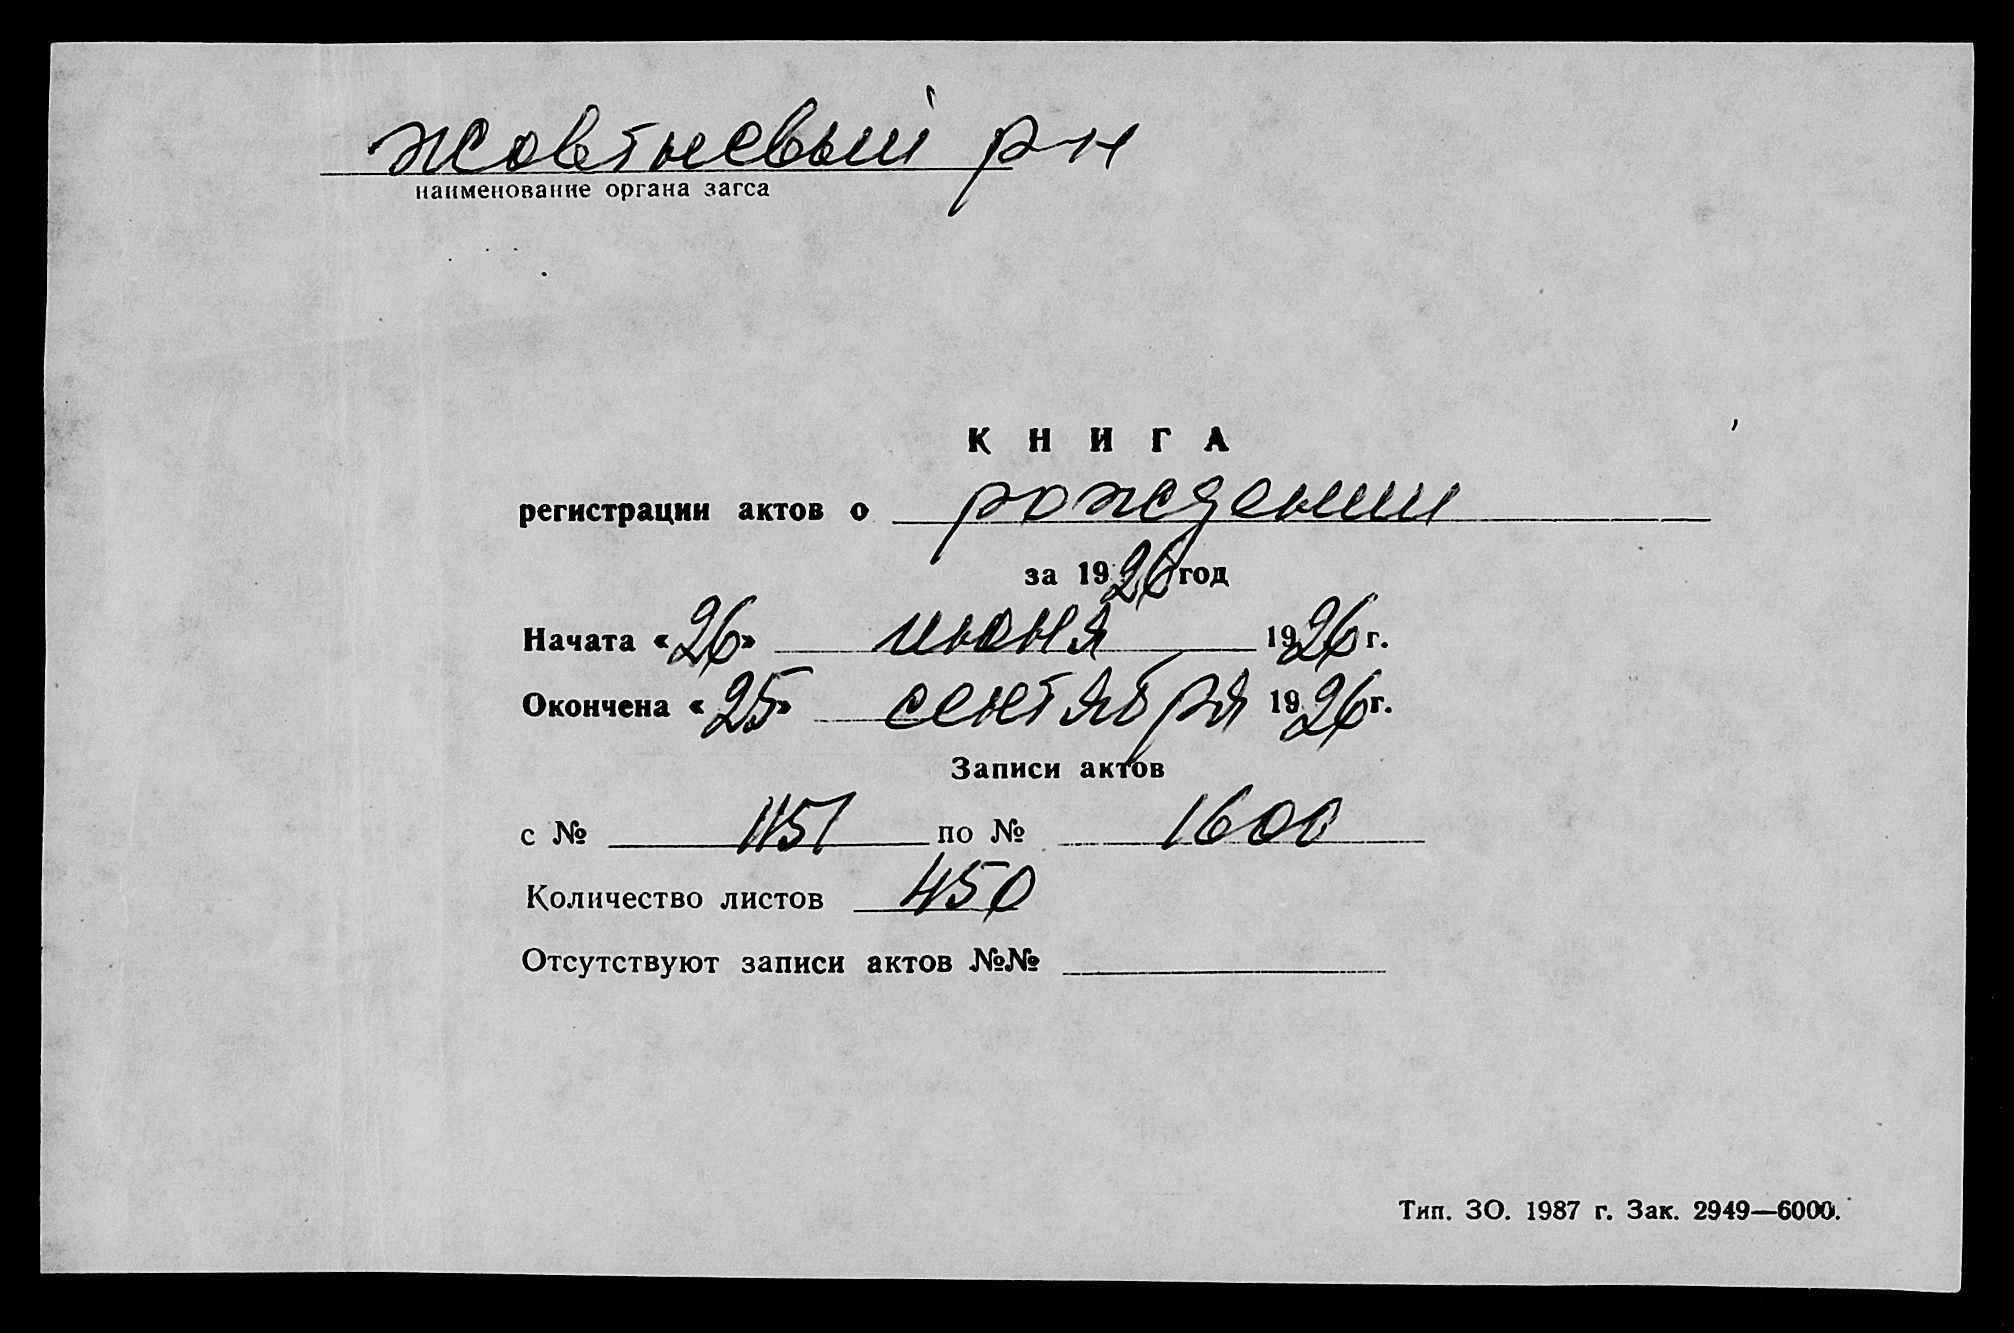 жовтневый р-н
наименование органа загса
КНИГА
регистрации актов о рождении
за 1926 год
Начата «26» июня 1926 г.
Окончена «25» сентября 1926 г.
Записи актов
с № 1151 по № 1600
Количество листов 450
Отсутствуют записи актов №№
Тип. ЗО. 1987 г. Зак. 2949—6000.